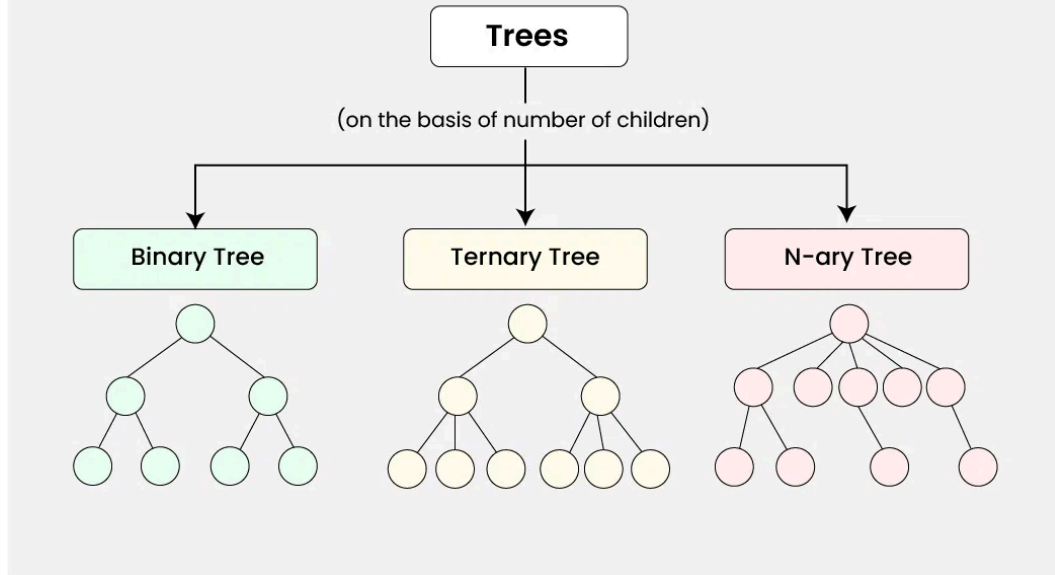 Trees
(on the basis of number of children)
Binary Tree
Ternary Tree
N-ary Tree